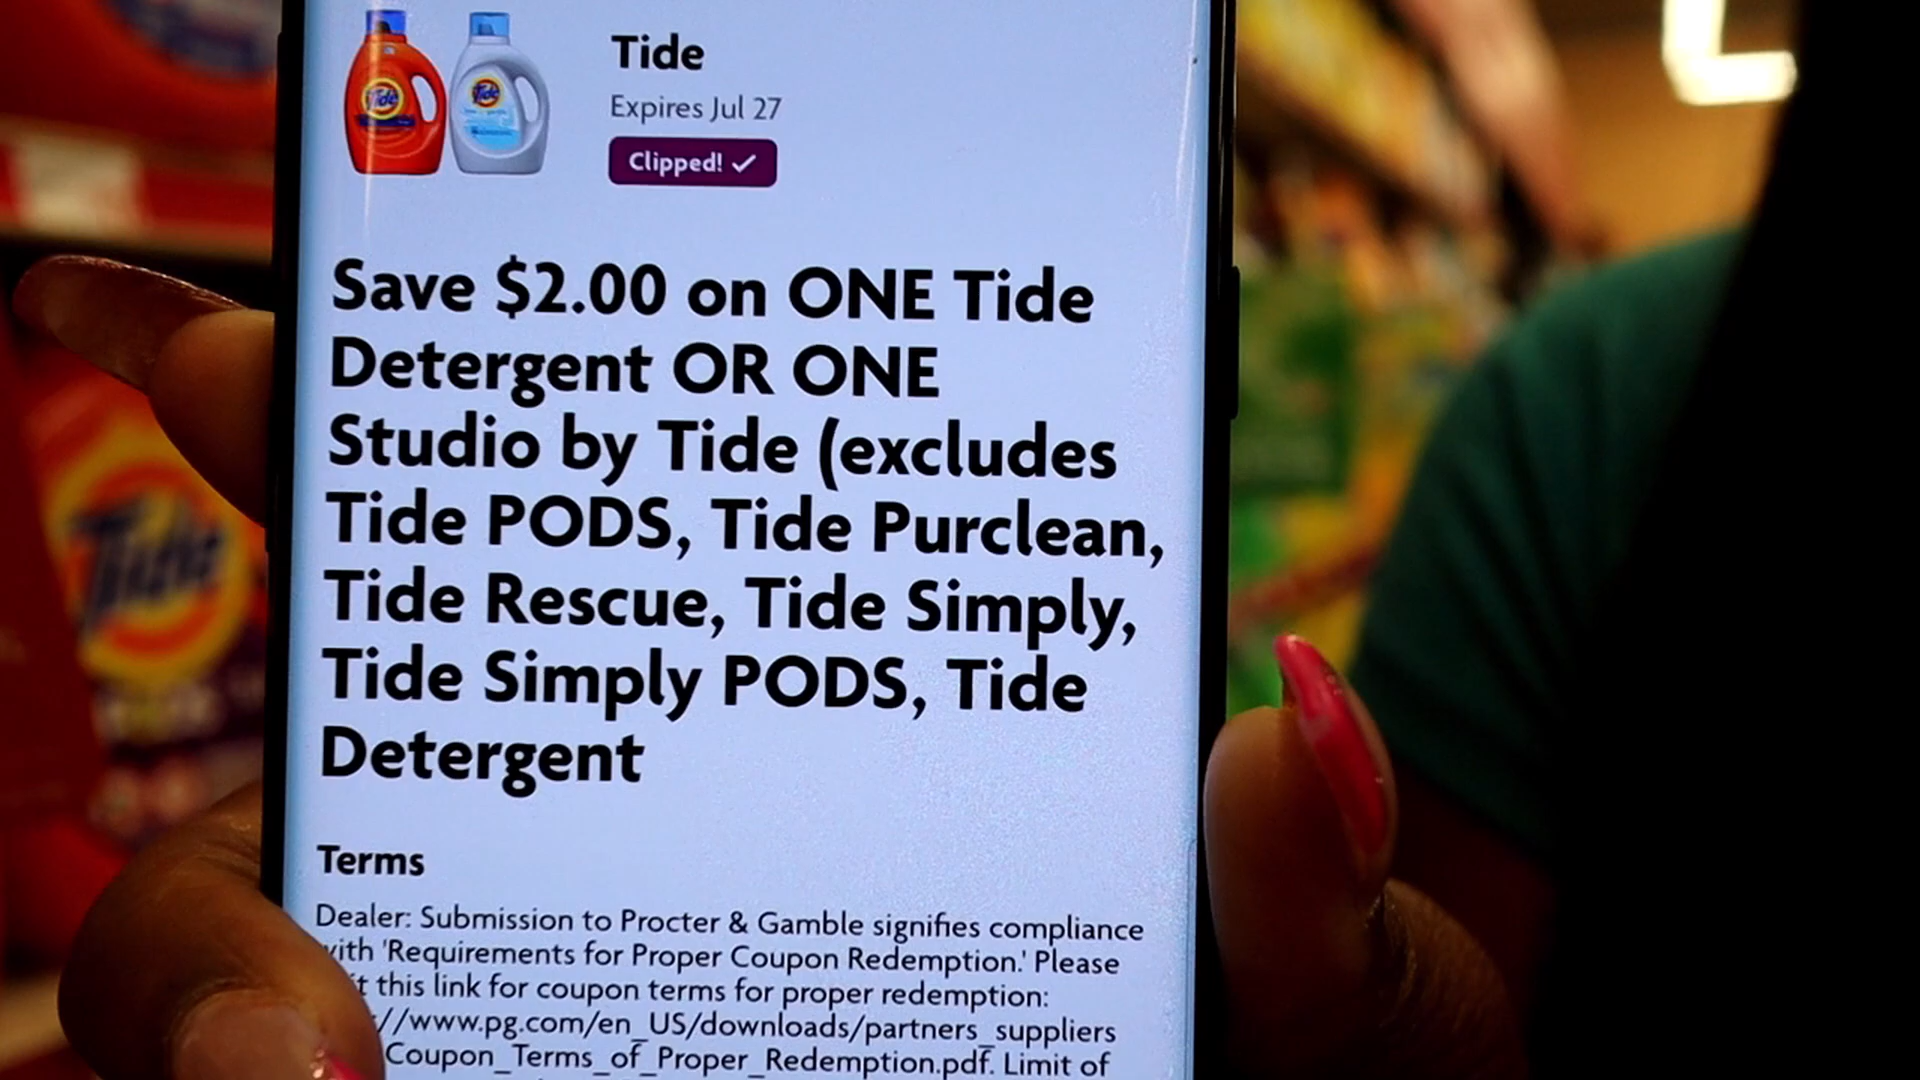 Tide
Expires Jul 27
Clipped!
Save $2.00 on ONE Tide
Detergent OR ONE
Studio by Tide (excludes
Tide PODS, Tide Purclean,
Tide Rescue, Tide Simply,
Tide Simply PODS, Tide
Detergent
Terms
Dealer: Submission to Procter & Gamble signifies compliance
with 'Requirements for Proper Coupon Redemption.' Please
this link for coupon terms for proper redemption:
//www.pg.com/en_US/downloads/partners_suppliers
Coupon_Terms_of_Proper_Redemption.pdf. Limit of
Tide
Tide
Tide